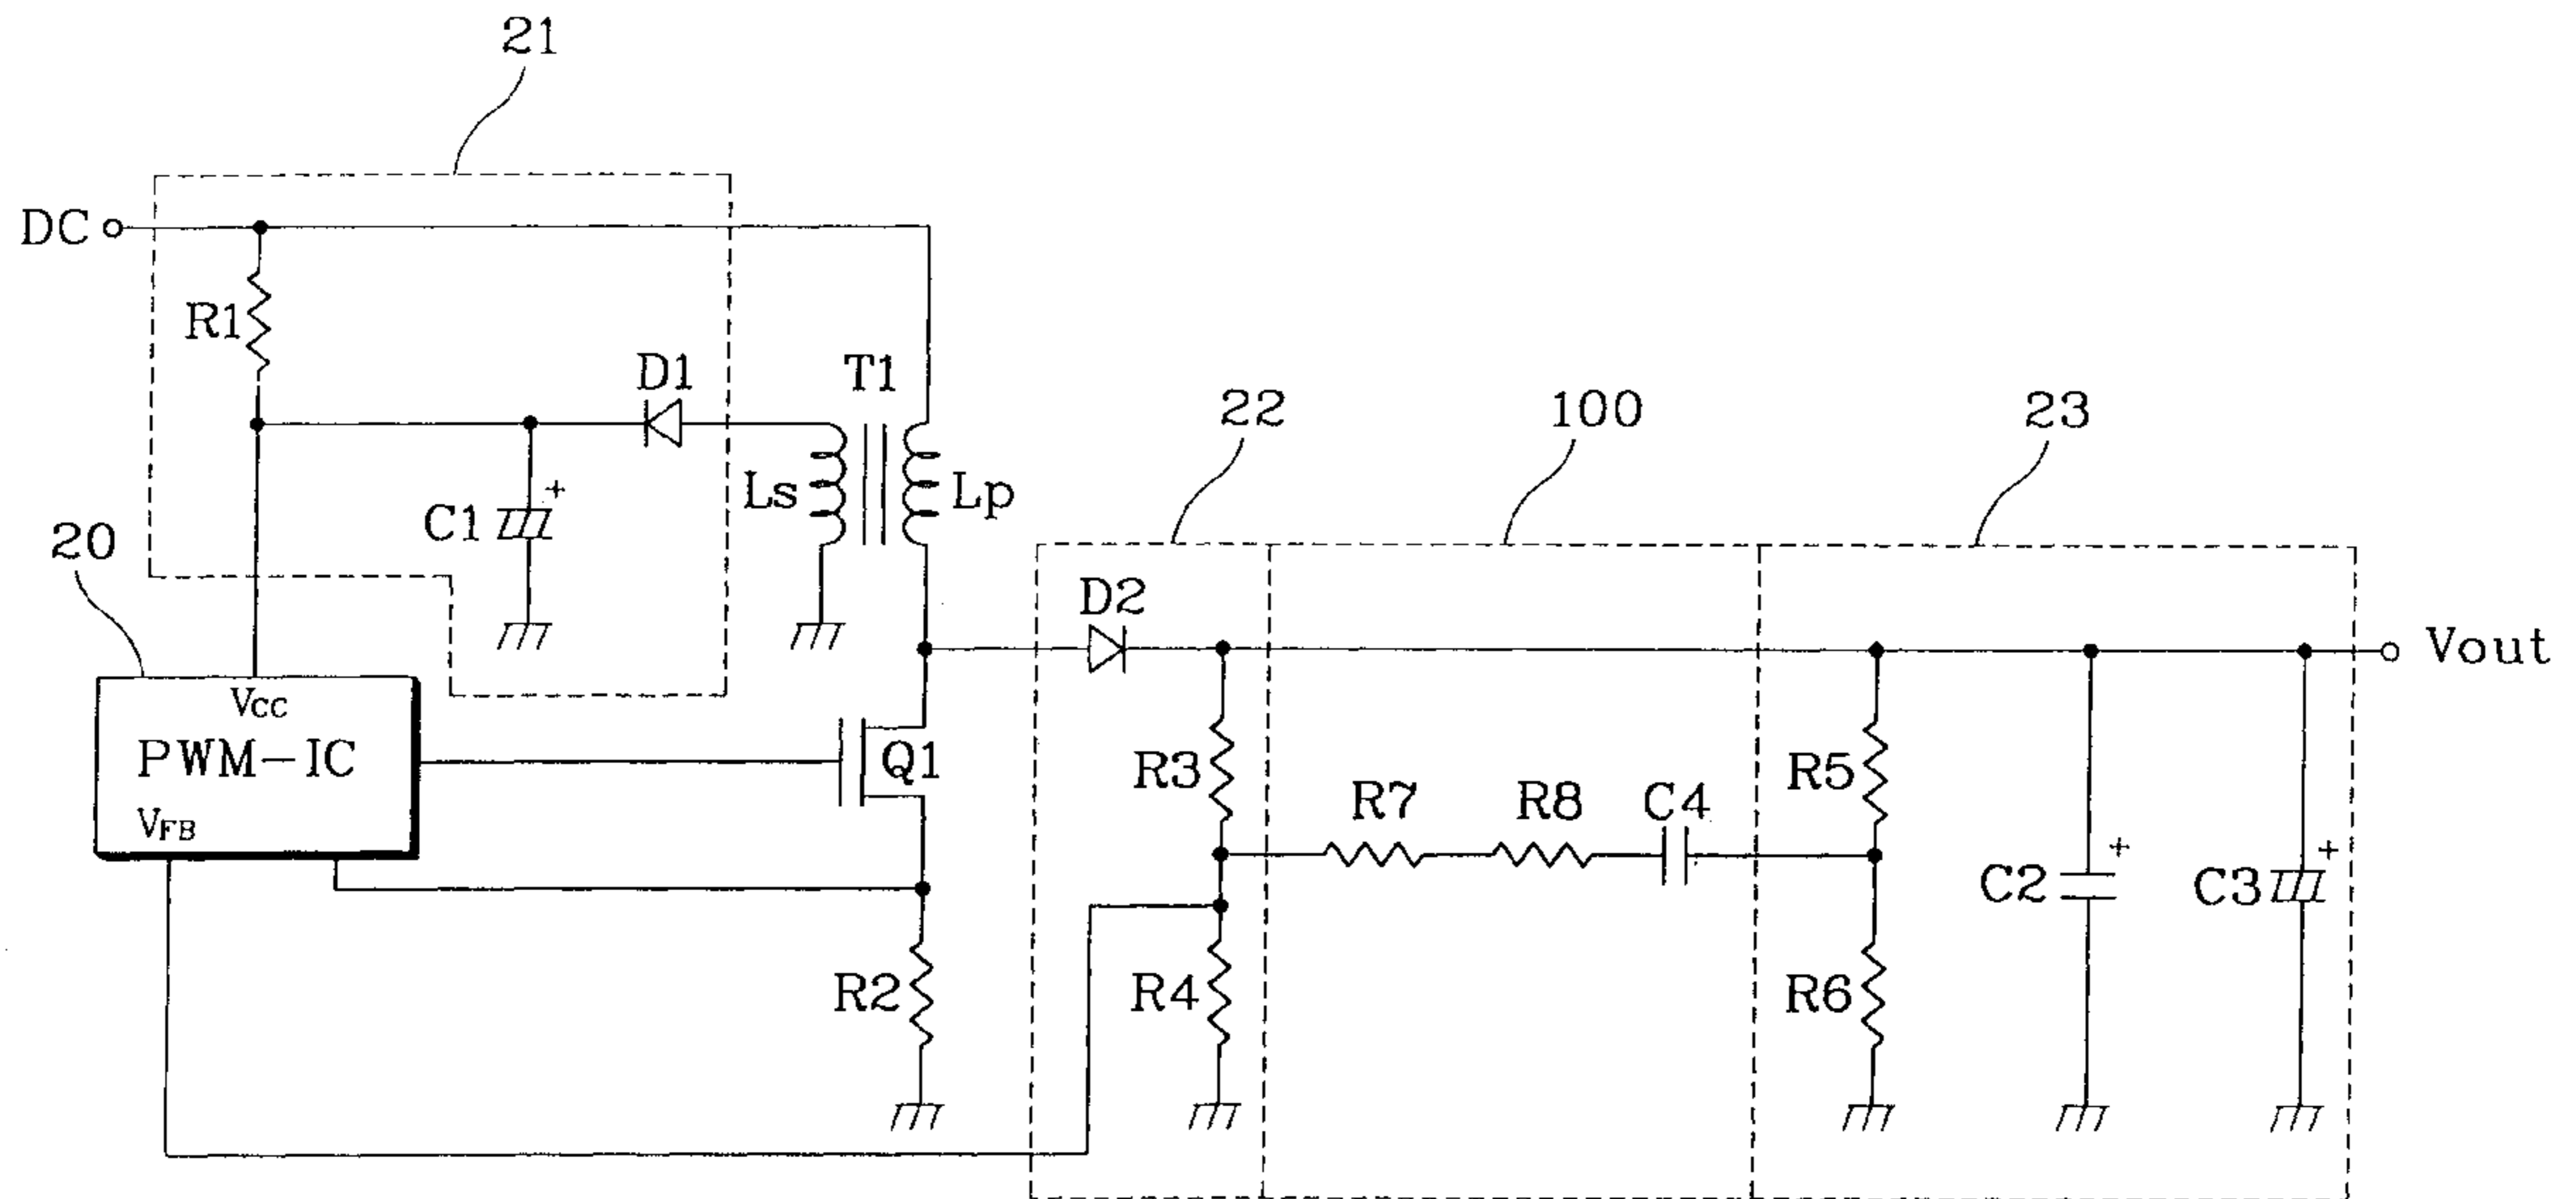 21
DC
R1
D1
T1
22
100
23
Ls
Lp
+
C1
20
D2
Vout
VCC
PWM-IC
Q1
R3
R5
R7
R8
C4
VFB
+
+
C2
C3
R2
R4
R6